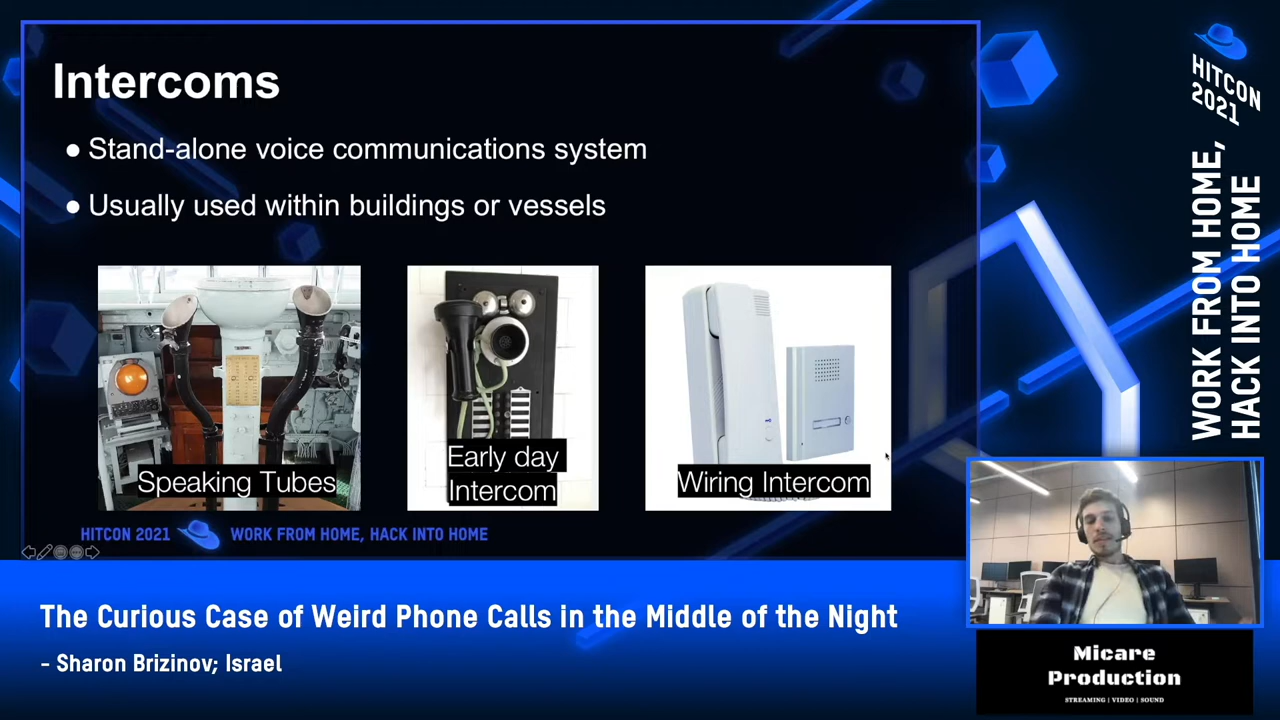 Intercoms
● Stand-alone voice communications system
● Usually used within buildings or vessels
Speaking Tubes
Early day
Intercom
Wiring Intercom
HITCON 2021 WORK FROM HOME, HACK INTO HOME
HITCON
2021
WORK FROM HOME,
HACK INTO HOME
The Curious Case of Weird Phone Calls in the Middle of the Night
- Sharon Brizinov; Israel
Micare
Production
STREAMING | VIDEO | SOUND